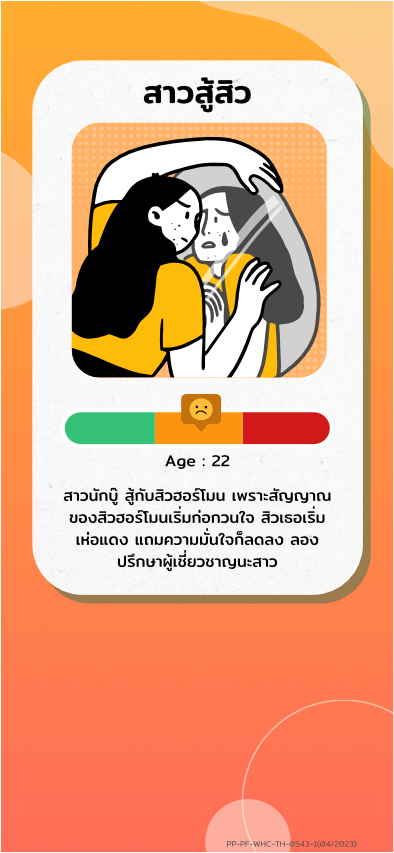 สาวสู้สิว
Age : 22
สาวนักบู๊ สู้กับสิวฮอร์โมน เพราะสัญญาณ
ของสิวฮอร์โมนเริ่มก่อกวนใจ สิวเธอเริ่ม
เห่อแดง แถมความมั่นใจก็ลดลง ลอง
ปรึกษาผู้เชี่ยวชาญนะสาว
PP-PF-WHC-TH-0543-1(04/2023)